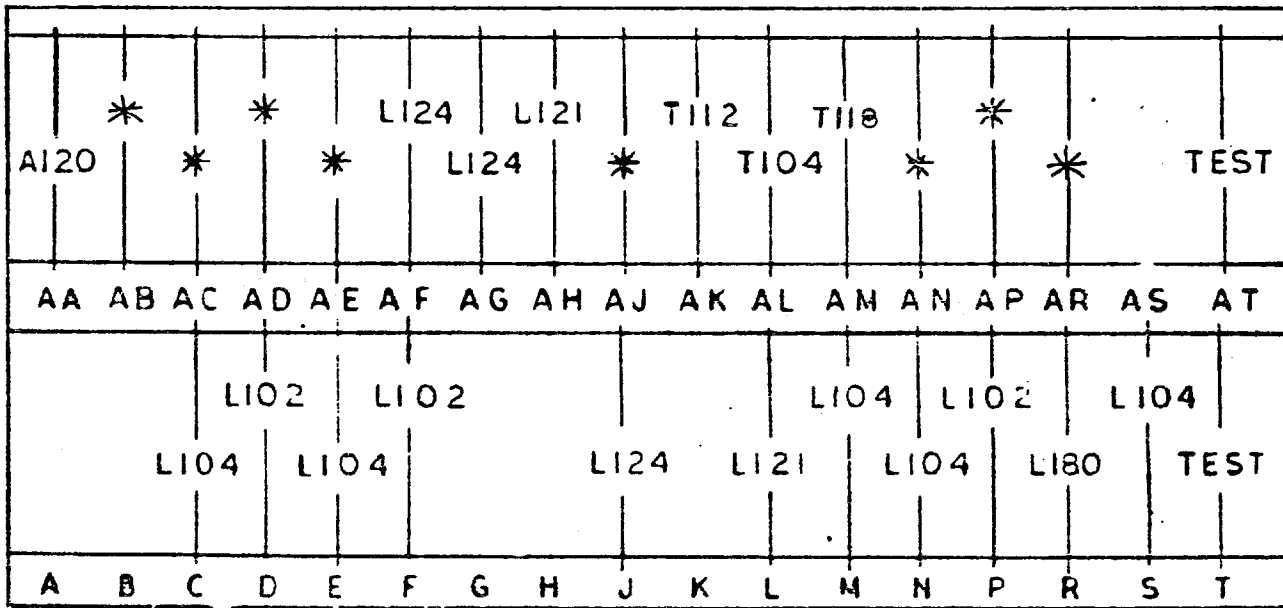 * * L124 L121 T112 T118 *
A120 * * L124 * T104 * * TEST
AA AB AC AD AE AF AG AH AJ AK AL AM AN AP AR AS AT
L102 L102 L104 L102 L104
L104 L104 L124 L121 L104 L180 TEST
A B C D E F G H J K L M N P R S T